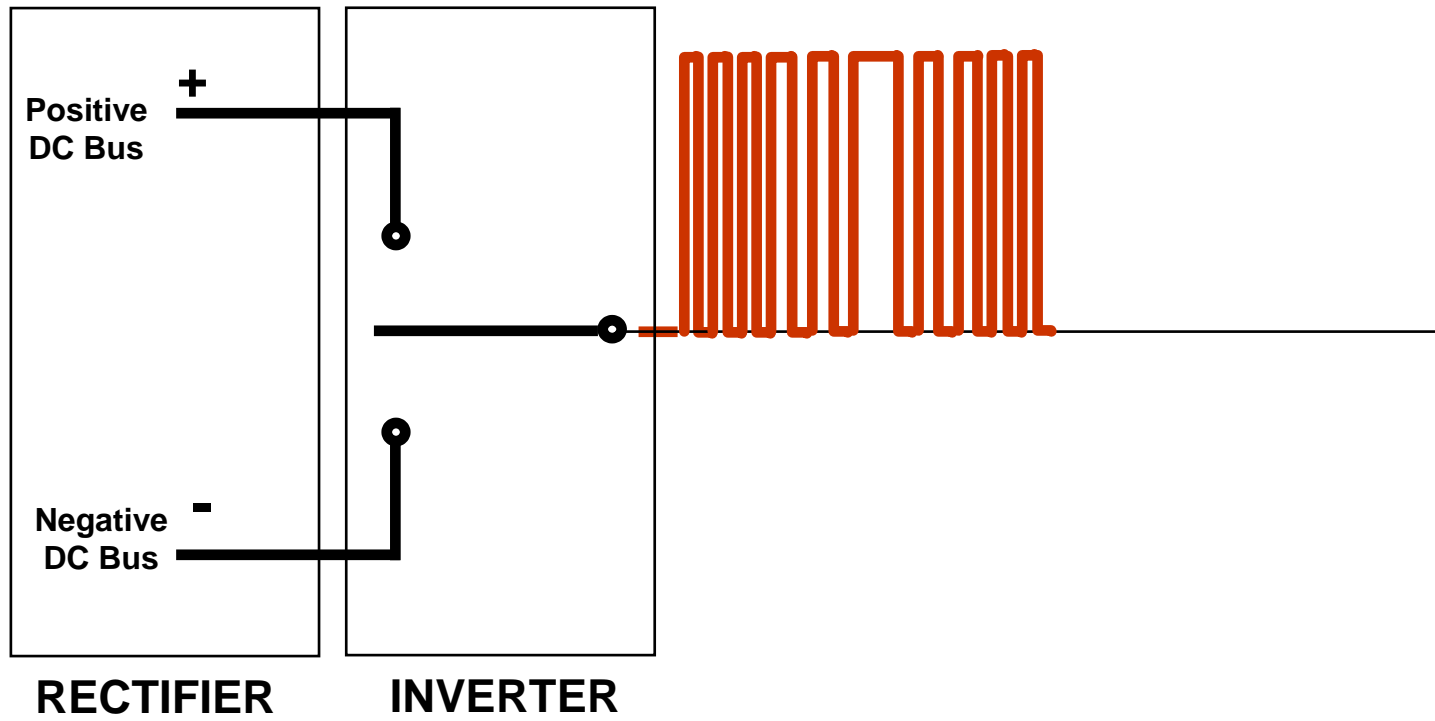 +
Positive
DC Bus
-
Negative
DC Bus
RECTIFIER
INVERTER